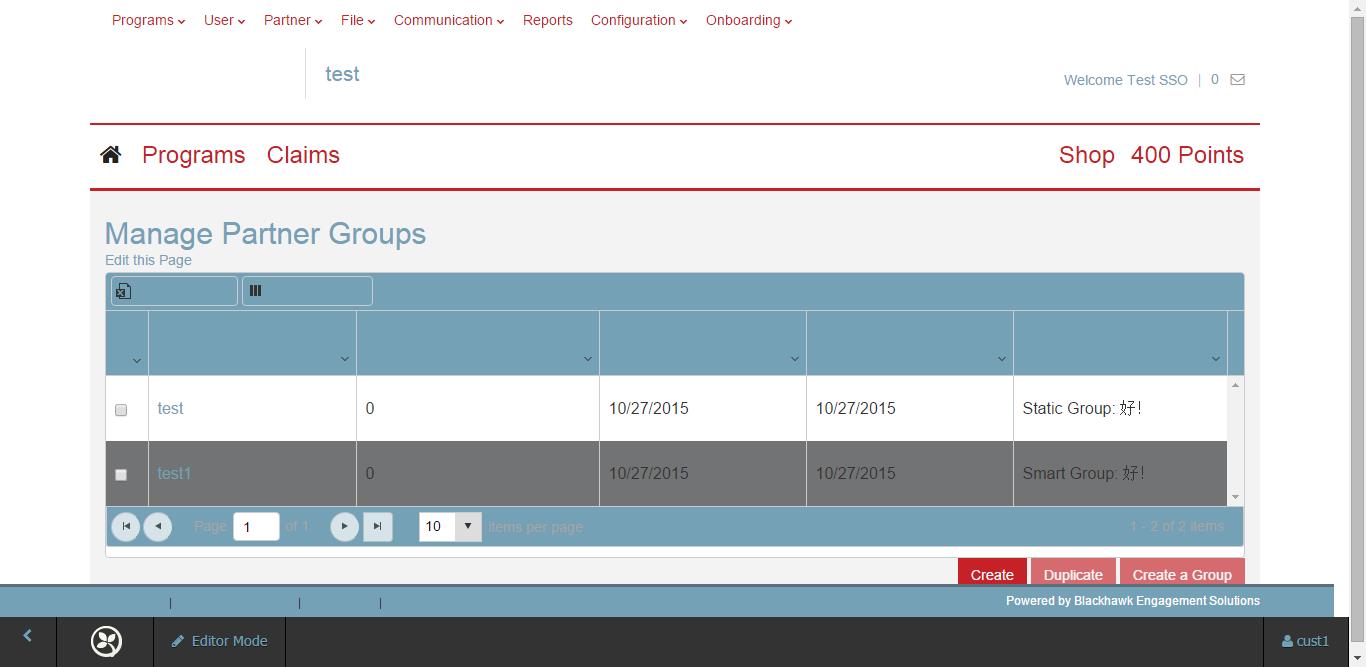 Programs User Partner File Communication Reports Configuration Onboarding
test
Welcome Test SSO | 0
Programs Claims Shop 400 Points
Manage Partner Groups
Edit this Page
test 0 10/27/2015 10/27/2015 Static Group: 好!
test1 0 10/27/2015 10/27/2015 Smart Group: 好!
Page 1 of 1 10 items per page 1 - 2 of 2 items
Create Duplicate Create a Group
| | | Powered by Blackhawk Engagement Solutions
Editor Mode cust1